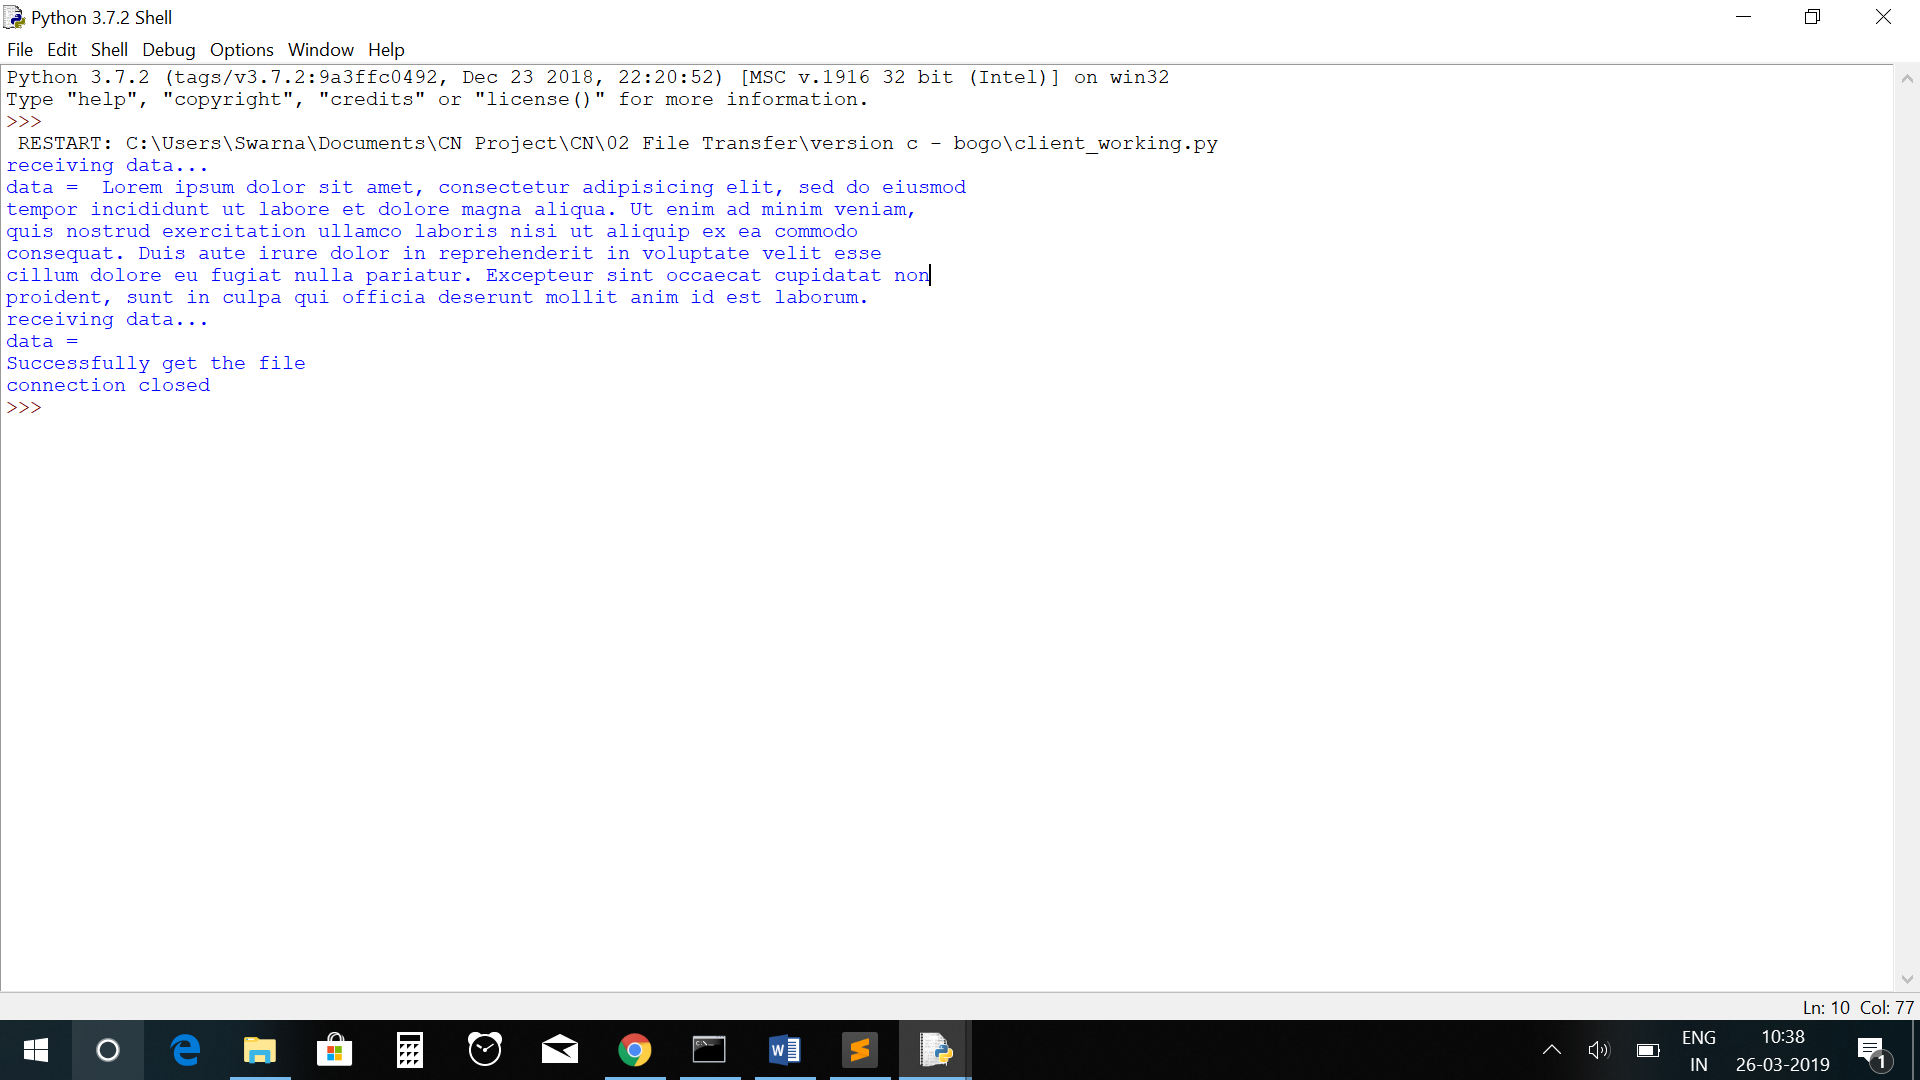 Python 3.7.2 Shell
File Edit Shell Debug Options Window Help
Python 3.7.2 (tags/v3.7.2:9a3ffc0492, Dec 23 2018, 22:20:52) [MSC v.1916 32 bit (Intel)] on win32
Type "help", "copyright", "credits" or "license()" for more information.
>>>
 RESTART: C:\Users\Swarna\Documents\CN Project\CN\02 File Transfer\version c - bogo\client_working.py
receiving data...
data =  Lorem ipsum dolor sit amet, consectetur adipisicing elit, sed do eiusmod
tempor incididunt ut labore et dolore magna aliqua. Ut enim ad minim veniam,
quis nostrud exercitation ullamco laboris nisi ut aliquip ex ea commodo
consequat. Duis aute irure dolor in reprehenderit in voluptate velit esse
cillum dolore eu fugiat nulla pariatur. Excepteur sint occaecat cupidatat non
proident, sunt in culpa qui officia deserunt mollit anim id est laborum.
receiving data...
data =
Successfully get the file
connection closed
>>>
Ln: 10 Col: 77
ENG 10:38
IN 26-03-2019
1